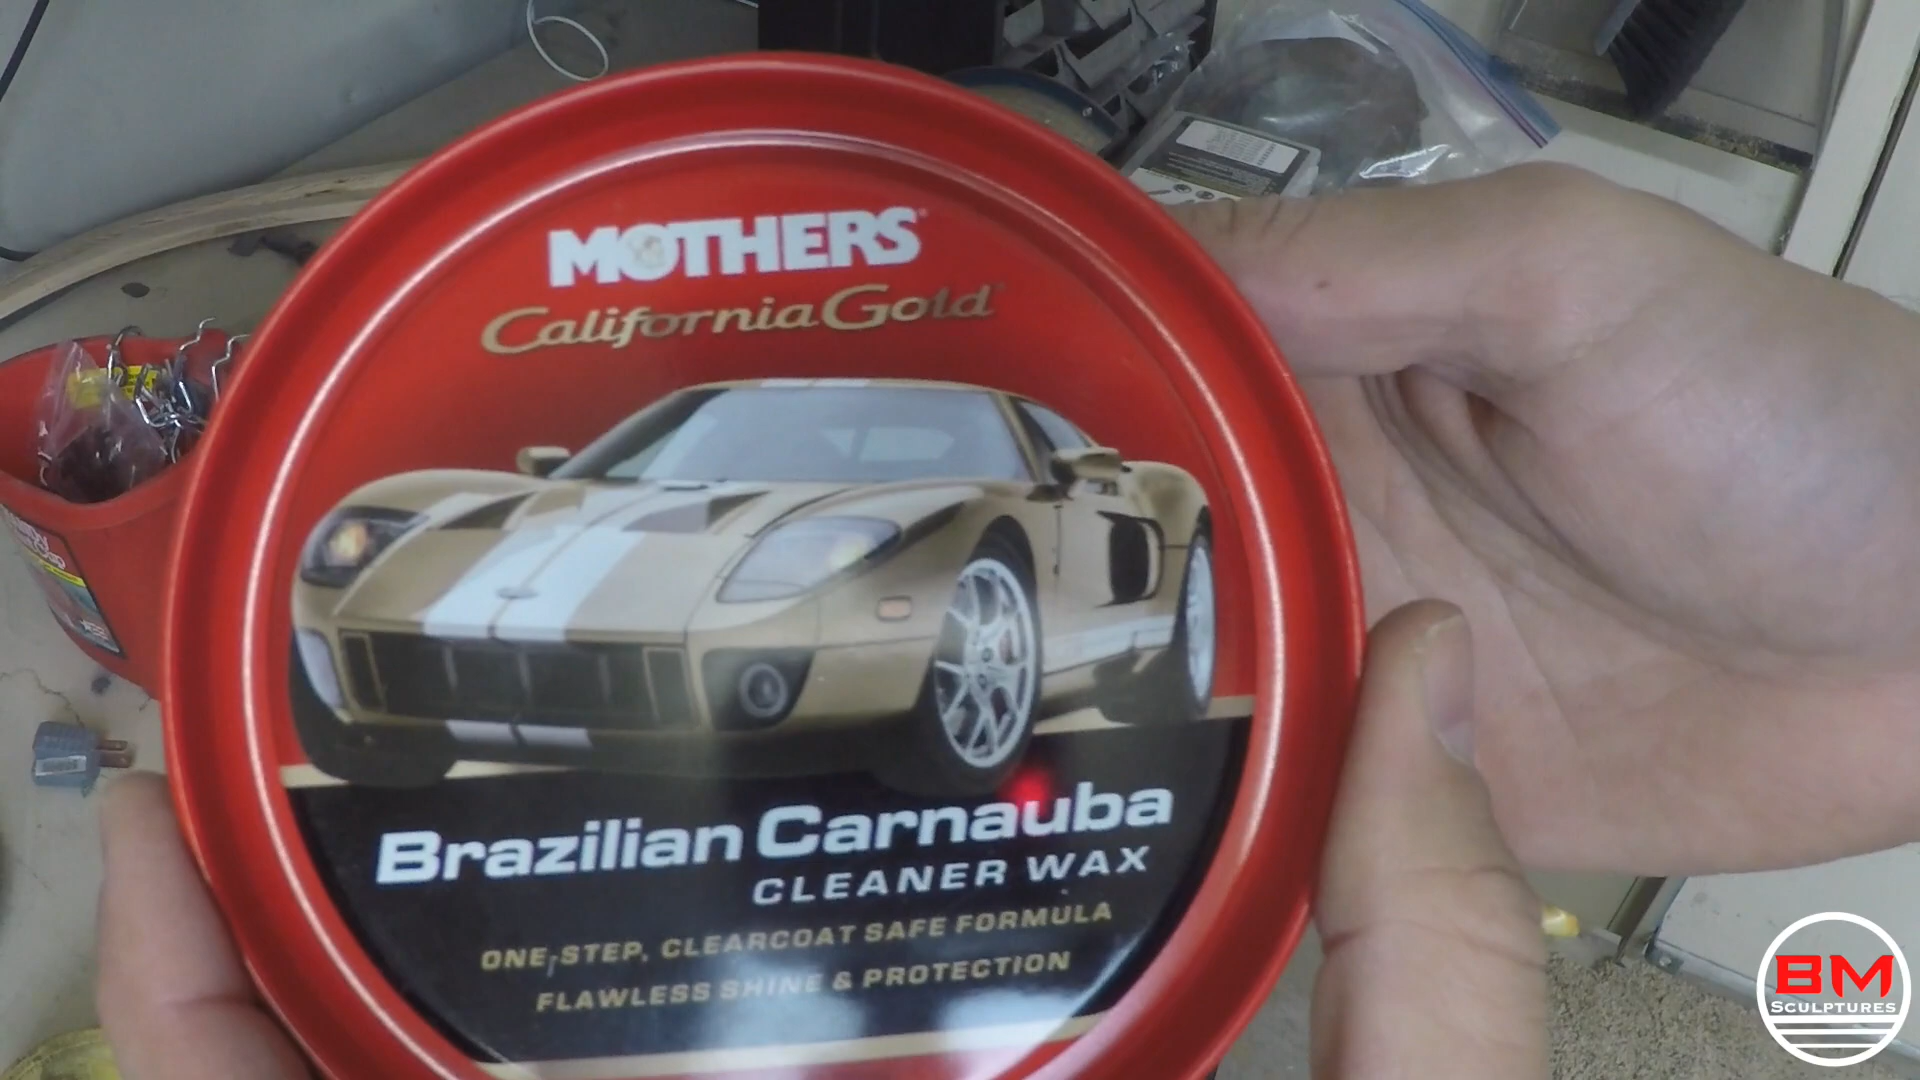 MOTHERS
California Gold
Brazilian Carnauba
CLEANER WAX
ONE-STEP, CLEARCOAT SAFE FORMULA
FLAWLESS SHINE & PROTECTION
BM
SCULPTURES